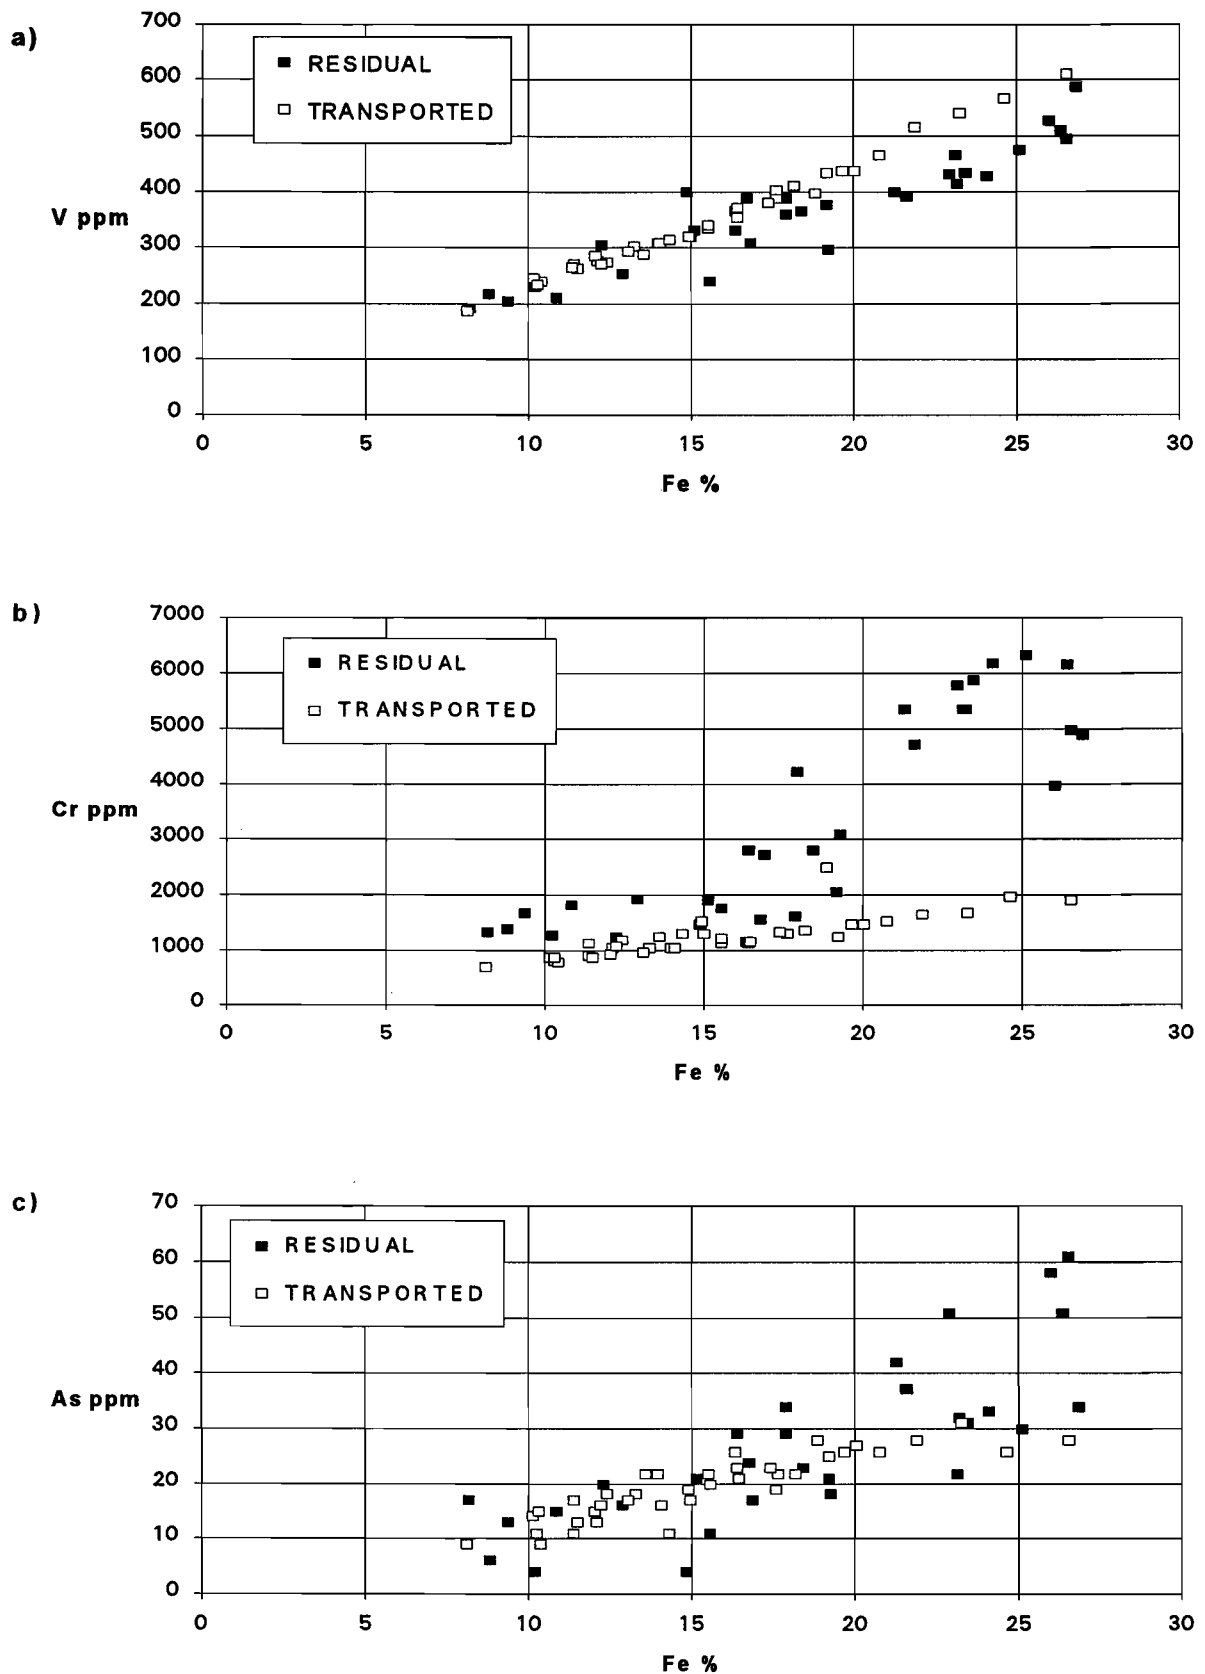 a)
700
600
500
400
300
200
100
0
V ppm
RESIDUAL
TRANSPORTED
0 5 10 15 20 25 30
Fe %
b)
7000
6000
5000
4000
3000
2000
1000
0
Cr ppm
RESIDUAL
TRANSPORTED
0 5 10 15 20 25 30
Fe %
c)
70
60
50
40
30
20
10
0
As ppm
RESIDUAL
TRANSPORTED
0 5 10 15 20 25 30
Fe %